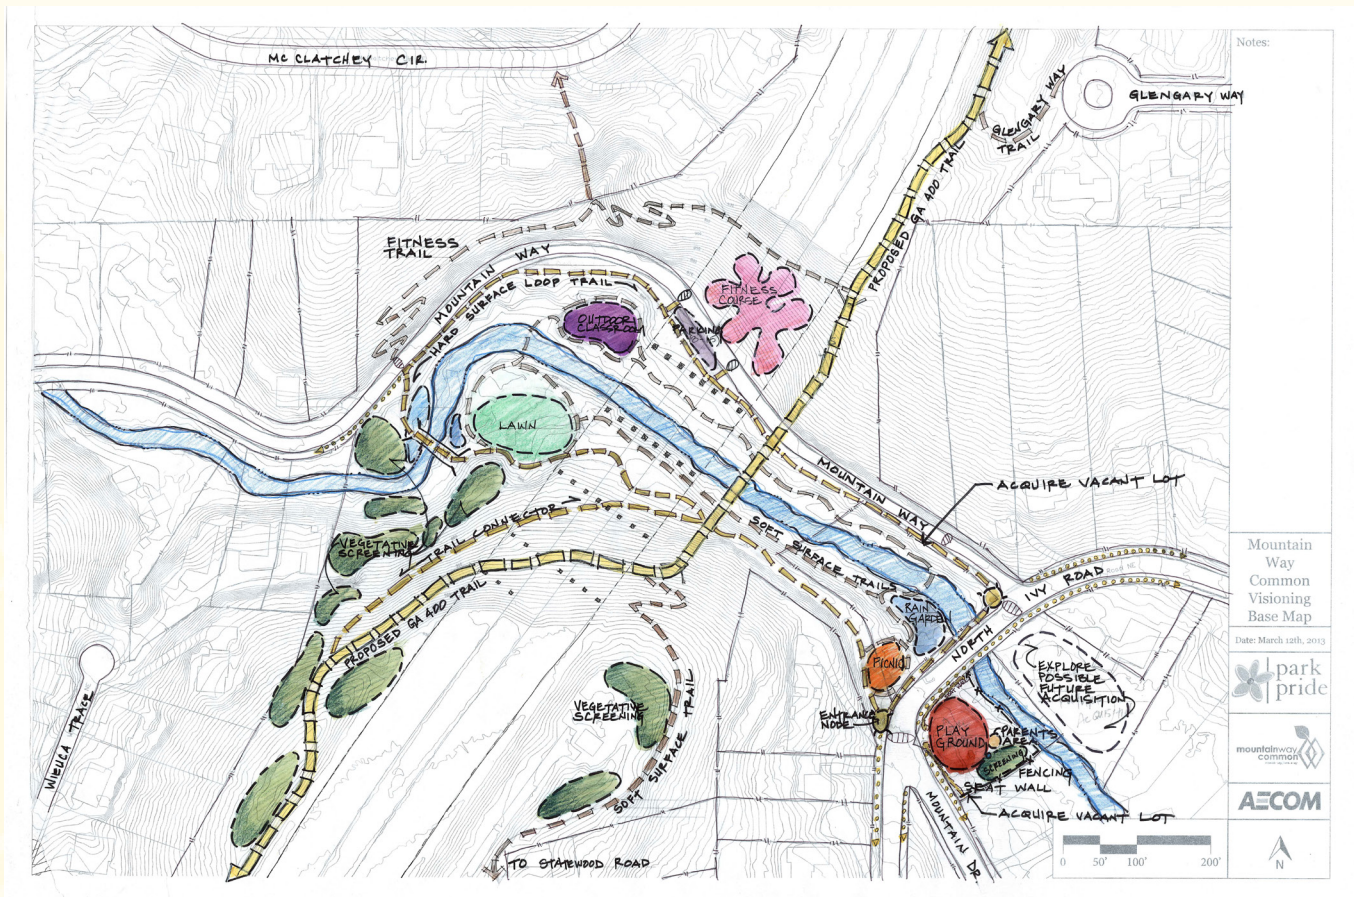 Notes:
MC CLATCHEY CIR.
GLENGARY WAY
GLENGARY WAY
TRAIL
PROPOSED GA 400 TRAIL
FITNESS
TRAIL
MOUNTAIN WAY
HARD SURFACE LOOP TRAIL
FITNESS
COURSE
OUTDOOR
CLASSROOM
PARKING
LAWN
MOUNTAIN WAY
ACQUIRE VACANT LOT
VEGETATIVE
SCREENING
TRAIL CONNECTOR
PROPOSED GA 400 TRAIL
SOFT SURFACE TRAILS
NORTH IVY ROAD
RAIN
GARDEN
PICNIC
EXPLORE
POSSIBLE
FUTURE
ACQUISITION
ENTRANCE
NODE
PLAY
GROUND
PARENTS
AREA
SCREENING
FENCING
SEAT WALL
ACQUIRE VACANT LOT
MOUNTAIN DR.
VEGETATIVE
SCREENING
SOFT SURFACE TRAIL
TO STATEWOOD ROAD
WIEUCA TRACE
Mountain
Way
Common
Visioning
Base Map
Date: March 12th, 2013
park
pride
mountainway
common
AECOM
0 50' 100' 200'
N